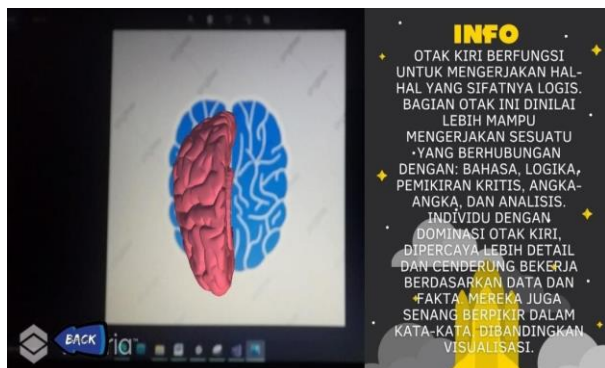 INFO
OTAK KIRI BERFUNGSI
UNTUK MENGERJAKAN HAL-
HAL YANG SIFATNYA LOGIS.
BAGIAN OTAK INI DINILAI
LEBIH MAMPU
MENGERJAKAN SESUATU
YANG BERHUBUNGAN
DENGAN: BAHASA, LOGIKA,
PEMIKIRAN KRITIS, ANGKA-
ANGKA, DAN ANALISIS.
INDIVIDU DENGAN
DOMINASI OTAK KIRI,
DIPERCAYA LEBIH DETAIL
DAN CENDERUNG BEKERJA
BERDASARKAN DATA DAN
FAKTA. MEREKA JUGA
SENANG BERPIKIR DALAM
KATA-KATA DIBANDINGKAN
VISUALISASI.
BACK
ria